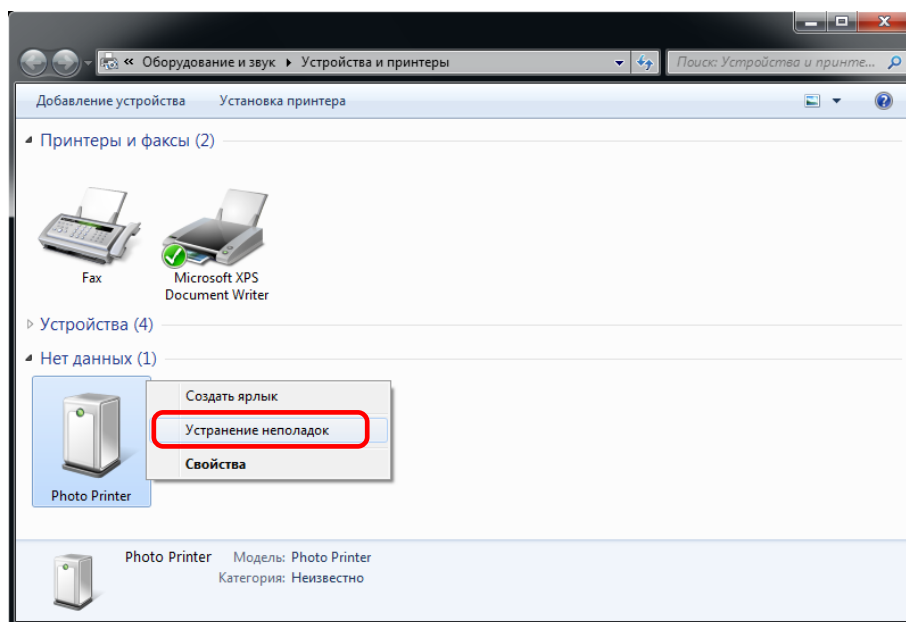 « Оборудование и звук ▸ Устройства и принтеры
Поиск: Устройства и принте...
Добавление устройства Установка принтера
Принтеры и факсы (2)
Fax
Microsoft XPS
Document Writer
Устройства (4)
Нет данных (1)
Photo Printer
Создать ярлык
Устранение неполадок
Свойства
Photo Printer Модель: Photo Printer
Категория: Неизвестно